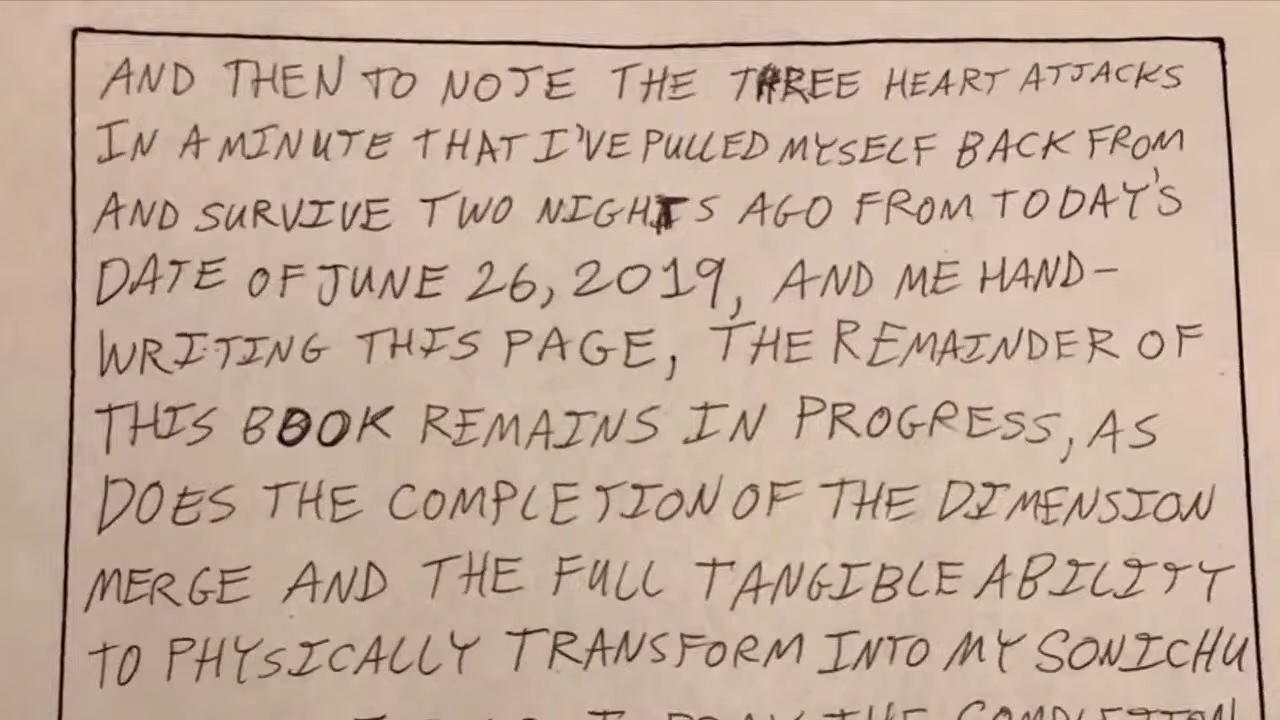 AND THEN TO NOTE THE THREE HEART ATTACKS
IN A MINUTE THAT I'VE PULLED MYSELF BACK FROM
AND SURVIVE TWO NIGHTS AGO FROM TODAY'S
DATE OF JUNE 26, 2019, AND ME HAND-
WRITING THIS PAGE, THE REMAINDER OF
THIS BOOK REMAINS IN PROGRESS, AS
DOES THE COMPLETION OF THE DIMENSION
MERGE AND THE FULL TANGIBLE ABILITY
TO PHYSICALLY TRANSFORM INTO MY SONICHU
THE COMPLETION